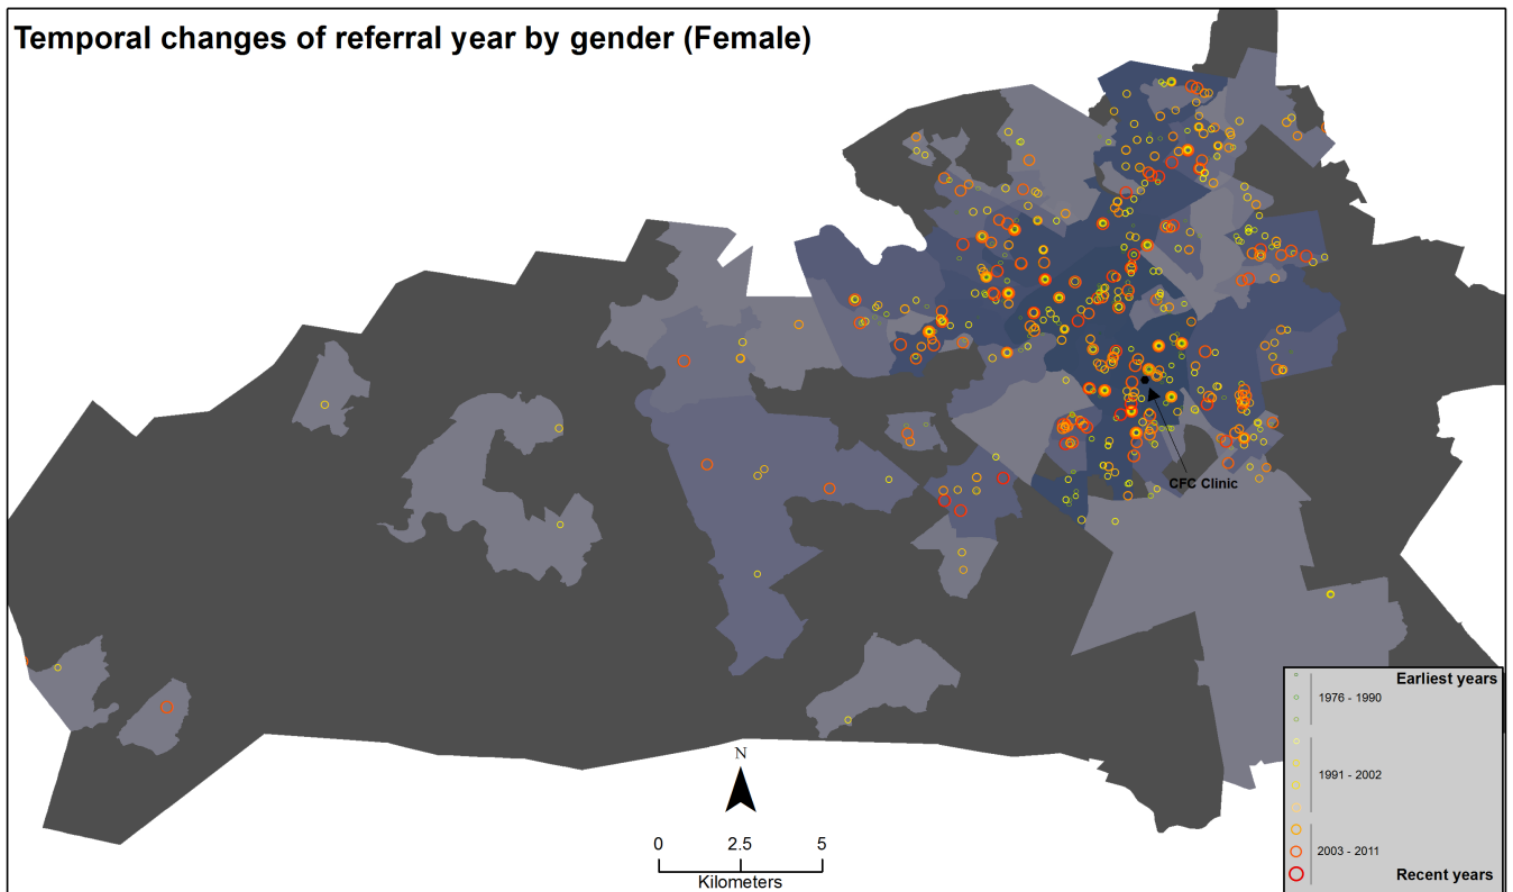 Temporal changes of referral year by gender (Female)
CFC Clinic
N
0 2.5 5
Kilometers
Earliest years
1976 - 1990
1991 - 2002
2003 - 2011
Recent years